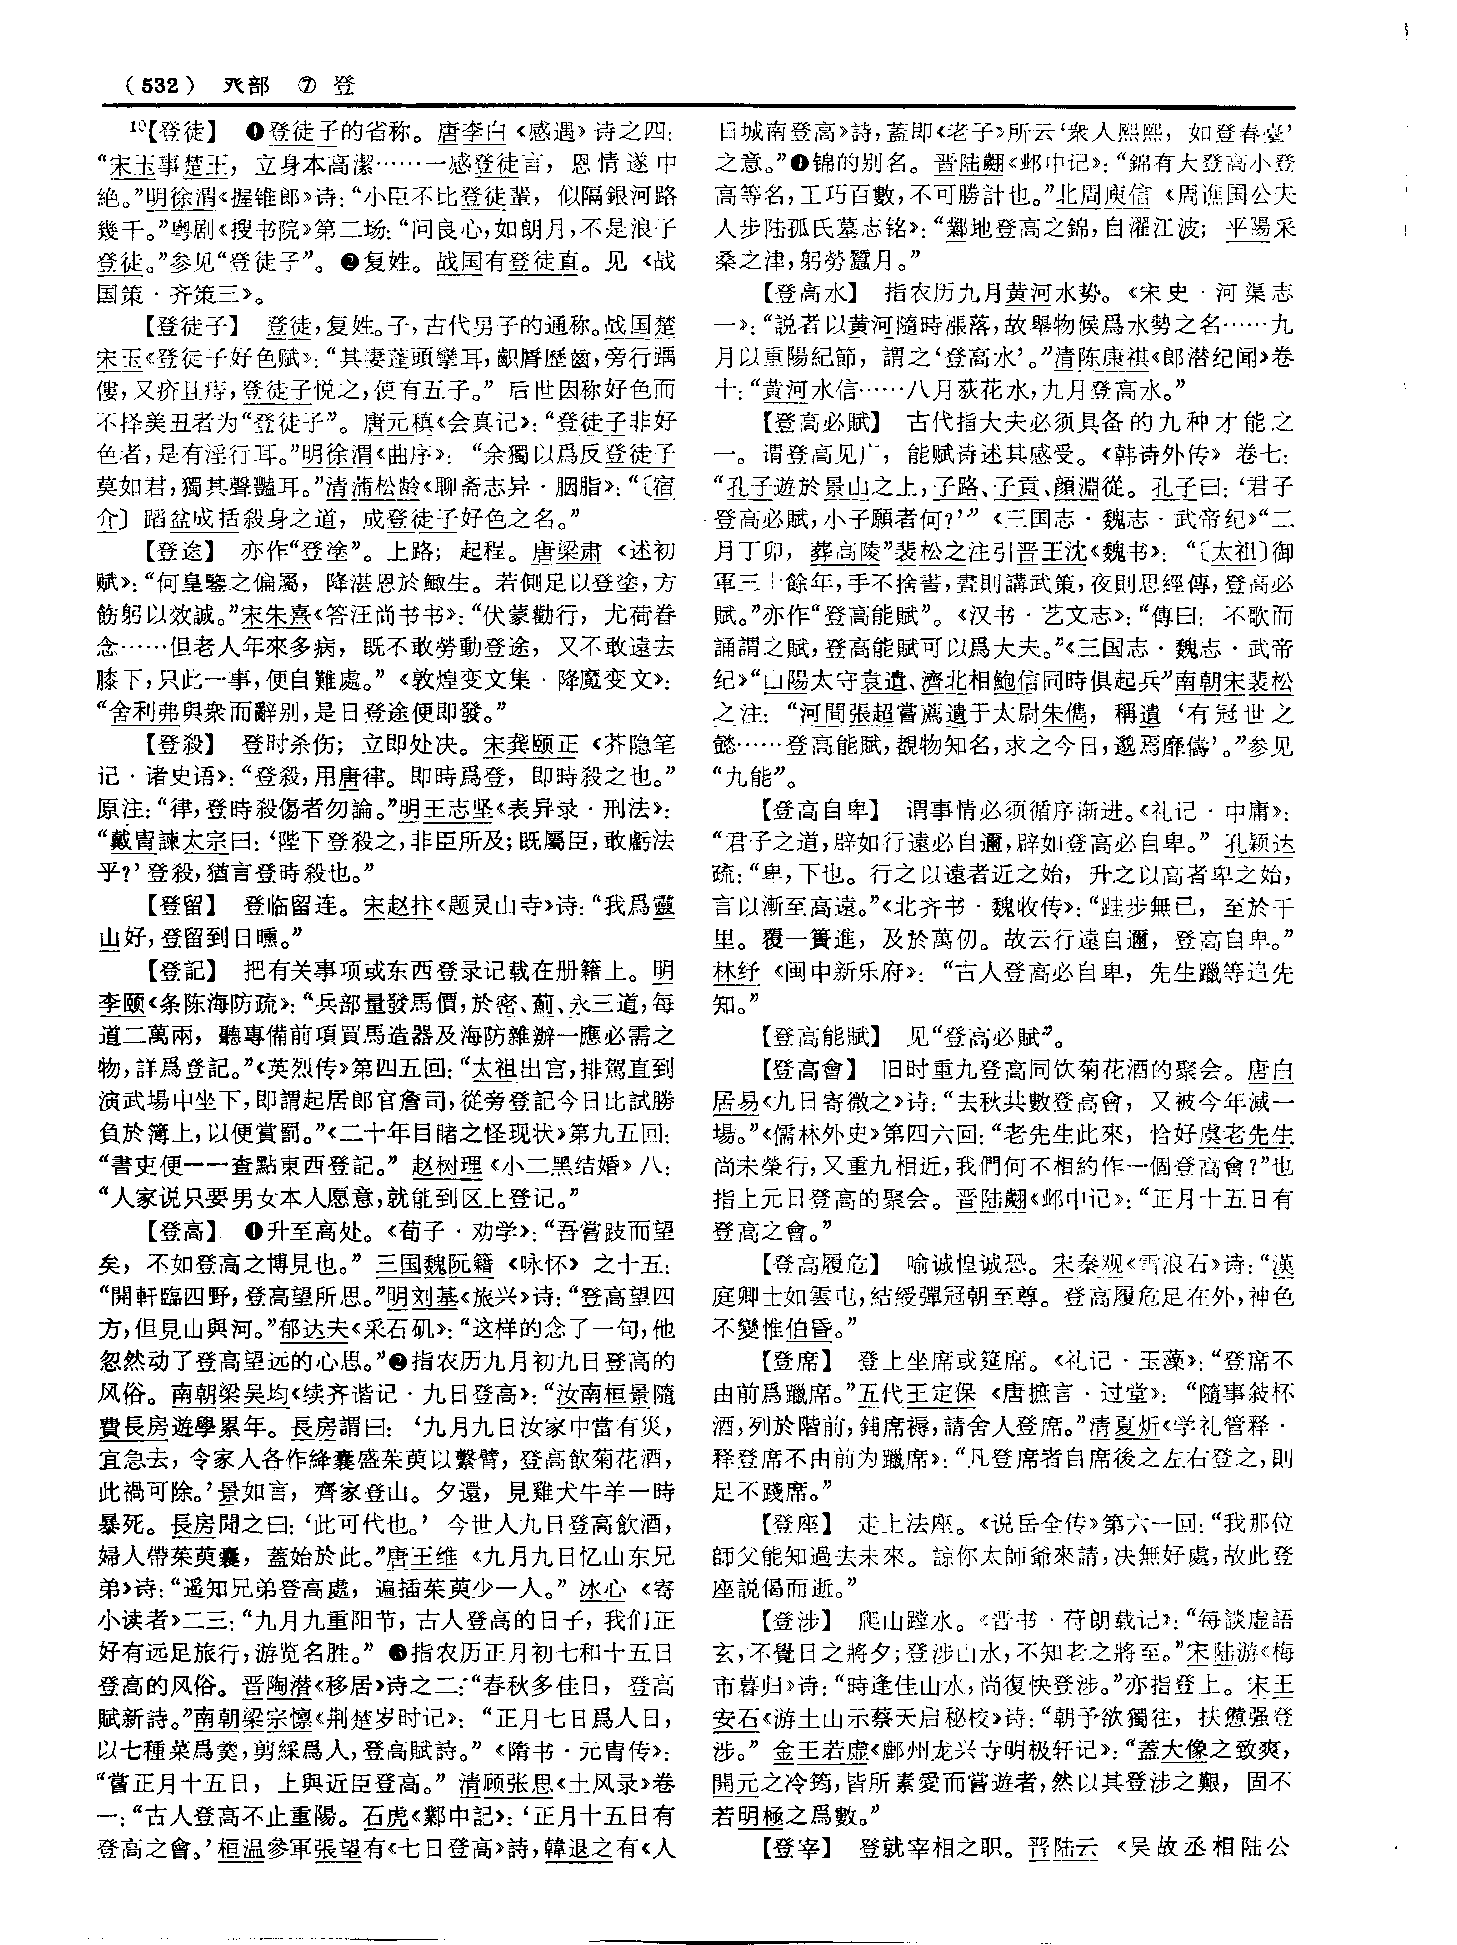 (532) 癶部 ⑦ 登
¹⁰【登徒】 ❶登徒子的省称。唐李白《感遇》诗之四：
“宋玉事楚王，立身本高潔……一感登徒言，恩情遂中
絶。”明徐渭《握锥郎》诗：“小臣不比登徒輩，似隔銀河路
幾千。”粤剧《搜书院》第二场：“问良心，如朗月，不是浪子
登徒。”参见“登徒子”。❷复姓。战国有登徒直。见《战
国策·齐策三》。
【登徒子】 登徒，复姓。子，古代男子的通称。战国楚
宋玉《登徒子好色赋》：“其妻蓬頭攣耳，齞脣歷齒，旁行踽
僂，又疥且痔，登徒子悦之，使有五子。”后世因称好色而
不择美丑者为“登徒子”。唐元稹《会真记》：“登徒子非好
色者，是有淫行耳。”明徐渭《曲序》：“余獨以爲反登徒子
莫如君，獨其聲豔耳。”清蒲松龄《聊斋志异·胭脂》：“〔宿
介〕蹈盆成括殺身之道，成登徒子好色之名。”
【登途】 亦作“登塗”。上路；起程。唐梁肃《述初
赋》：“何皇鑒之偏屬，降湛恩於鯫生。若側足以登塗，方
飭躬以效誠。”宋朱熹《答汪尚书书》：“伏蒙勸行，尤荷眷
念……但老人年來多病，既不敢勞動登途，又不敢遠去
膝下，只此一事，便自難處。”《敦煌变文集·降魔变文》：
“舍利弗與衆而辭别，是日登途便即發。”
【登殺】 登时杀伤；立即处决。宋龚颐正《芥隐笔
记·诸史语》：“登殺，用唐律。即時爲登，即時殺之也。”
原注：“律，登時殺傷者勿論。”明王志坚《表异录·刑法》：
“戴胄諫太宗曰：‘陛下登殺之，非臣所及；既屬臣，敢虧法
乎？’登殺，猶言登時殺也。”
【登留】 登临留连。宋赵抃《题灵山寺》诗：“我爲靈
山好，登留到日曛。”
【登記】 把有关事项或东西登录记载在册籍上。明
李颐《条陈海防疏》：“兵部量發馬價，於密、薊、永三道，每
道二萬兩，聽專備前項買馬造器及海防雜辦一應必需之
物，詳爲登記。”《英烈传》第四五回：“太祖出宫，排駕直到
演武場中坐下，即謂起居郎官詹司，從旁登記今日比試勝
負於簿上，以便賞罰。”《二十年目睹之怪现状》第九五回：
“書吏便一一查點東西登記。”赵树理《小二黑结婚》八：
“人家说只要男女本人愿意，就能到区上登记。”
【登高】 ❶升至高处。《荀子·劝学》：“吾嘗跂而望
矣，不如登高之博見也。”三国魏阮籍《咏怀》之十五：
“開軒臨四野，登高望所思。”明刘基《旅兴》诗：“登高望四
方，但見山與河。”郁达夫《采石矶》：“这样的念了一句，他
忽然动了登高望远的心思。”❷指农历九月初九日登高的
风俗。南朝梁吴均《续齐谐记·九日登高》：“汝南桓景隨
費長房遊學累年。長房謂曰：‘九月九日汝家中當有災，
宜急去，令家人各作絳囊盛茱萸以繫臂，登高飲菊花酒，
此禍可除。’景如言，齊家登山。夕還，見雞犬牛羊一時
暴死。長房聞之曰：‘此可代也。’今世人九日登高飲酒，
婦人帶茱萸囊，蓋始於此。”唐王维《九月九日忆山东兄
弟》诗：“遥知兄弟登高處，遍插茱萸少一人。”冰心《寄
小读者》二三：“九月九重阳节，古人登高的日子，我们正
好有远足旅行，游览名胜。”❸指农历正月初七和十五日
登高的风俗。晋陶潜《移居》诗之二：“春秋多佳日，登高
賦新詩。”南朝梁宗懔《荆楚岁时记》：“正月七日爲人日，
以七種菜爲羹，剪綵爲人，登高賦詩。”《隋书·元胄传》：
“嘗正月十五日，上與近臣登高。”清顾张思《土风录》卷
一：“古人登高不止重陽。石虎《鄴中記》：‘正月十五日有
登高之會。’桓温參軍張望有《七日登高》詩，韓退之有《人
日城南登高》詩，蓋即《老子》所云‘衆人熙熙，如登春臺’
之意。”❹锦的别名。晋陆翽《邺中记》：“錦有大登高小登
高等名，工巧百數，不可勝計也。”北周庾信《周谯国公夫
人步陆孤氏墓志铭》：“鄴地登高之錦，自濯江波；平陽采
桑之津，躬勞蠶月。”
【登高水】 指农历九月黄河水势。《宋史·河渠志
一》：“説者以黄河隨時漲落，故舉物候爲水勢之名……九
月以重陽紀節，謂之‘登高水’。”清陈康祺《郎潜纪闻》卷
十：“黄河水信……八月荻花水，九月登高水。”
【登高必賦】 古代指大夫必须具备的九种才能之
一。谓登高见广，能赋诗述其感受。《韩诗外传》卷七：
“孔子遊於景山之上，子路、子貢、顔淵從。孔子曰：‘君子
登高必賦，小子願者何？’”《三国志·魏志·武帝纪》“二
月丁卯，葬高陵”裴松之注引晋王沈《魏书》：“〔太祖〕御
軍三十餘年，手不捨書，晝則講武策，夜則思經傳，登高必
賦。”亦作“登高能賦”。《汉书·艺文志》：“傳曰：不歌而
誦謂之賦，登高能賦可以爲大夫。”《三国志·魏志·武帝
纪》“山陽太守袁遺、濟北相鮑信同時俱起兵”南朝宋裴松
之注：“河間張超嘗薦遺于太尉朱儁，稱遺‘有冠世之
懿……登高能賦，覩物知名，求之今日，邈焉靡儔’。”参见
“九能”。
【登高自卑】 谓事情必须循序渐进。《礼记·中庸》：
“君子之道，辟如行遠必自邇，辟如登高必自卑。”孔颖达
疏：“卑，下也。行之以遠者近之始，升之以高者卑之始，
言以漸至高遠。”《北齐书·魏收传》：“跬步無已，至於千
里。覆一簣進，及於萬仞。故云行遠自邇，登高自卑。”
林纾《闽中新乐府》：“古人登高必自卑，先生躐等追先
知。”
【登高能賦】 见“登高必賦”。
【登高會】 旧时重九登高同饮菊花酒的聚会。唐白
居易《九日寄微之》诗：“去秋共數登高會，又被今年減一
場。”《儒林外史》第四六回：“老先生此來，恰好虞老先生
尚未榮行，又重九相近，我們何不相約作一個登高會？”也
指上元日登高的聚会。晋陆翽《邺中记》：“正月十五日有
登高之會。”
【登高履危】 喻诚惶诚恐。宋秦观《雪浪石》诗：“漢
庭卿士如雲屯，結綬彈冠朝至尊。登高履危足在外，神色
不變惟伯昏。”
【登席】 登上坐席或筵席。《礼记·玉藻》：“登席不
由前爲躐席。”五代王定保《唐摭言·过堂》：“隨事敍杯
酒，列於階前，鋪席褥，請舍人登席。”清夏炘《学礼管释·
释登席不由前为躐席》：“凡登席者自席後之左右登之，則
足不踐席。”
【登座】 走上法座。《说岳全传》第六一回：“我那位
師父能知過去未來。諒你太師爺來請，决無好處，故此登
座説偈而逝。”
【登涉】 爬山蹚水。《晋书·苻朗载记》：“每談虚語
玄，不覺日之將夕；登涉山水，不知老之將至。”宋陆游《梅
市暮归》诗：“時逢佳山水，尚復快登涉。”亦指登上。宋王
安石《游土山示蔡天启秘校》诗：“朝予欲獨往，扶憊强登
涉。”金王若虚《鄜州龙兴寺明极轩记》：“蓋大像之致爽，
開元之冷筠，皆所素愛而嘗遊者，然以其登涉之艱，固不
若明極之爲數。”
【登宰】 登就宰相之职。晋陆云《吴故丞相陆公